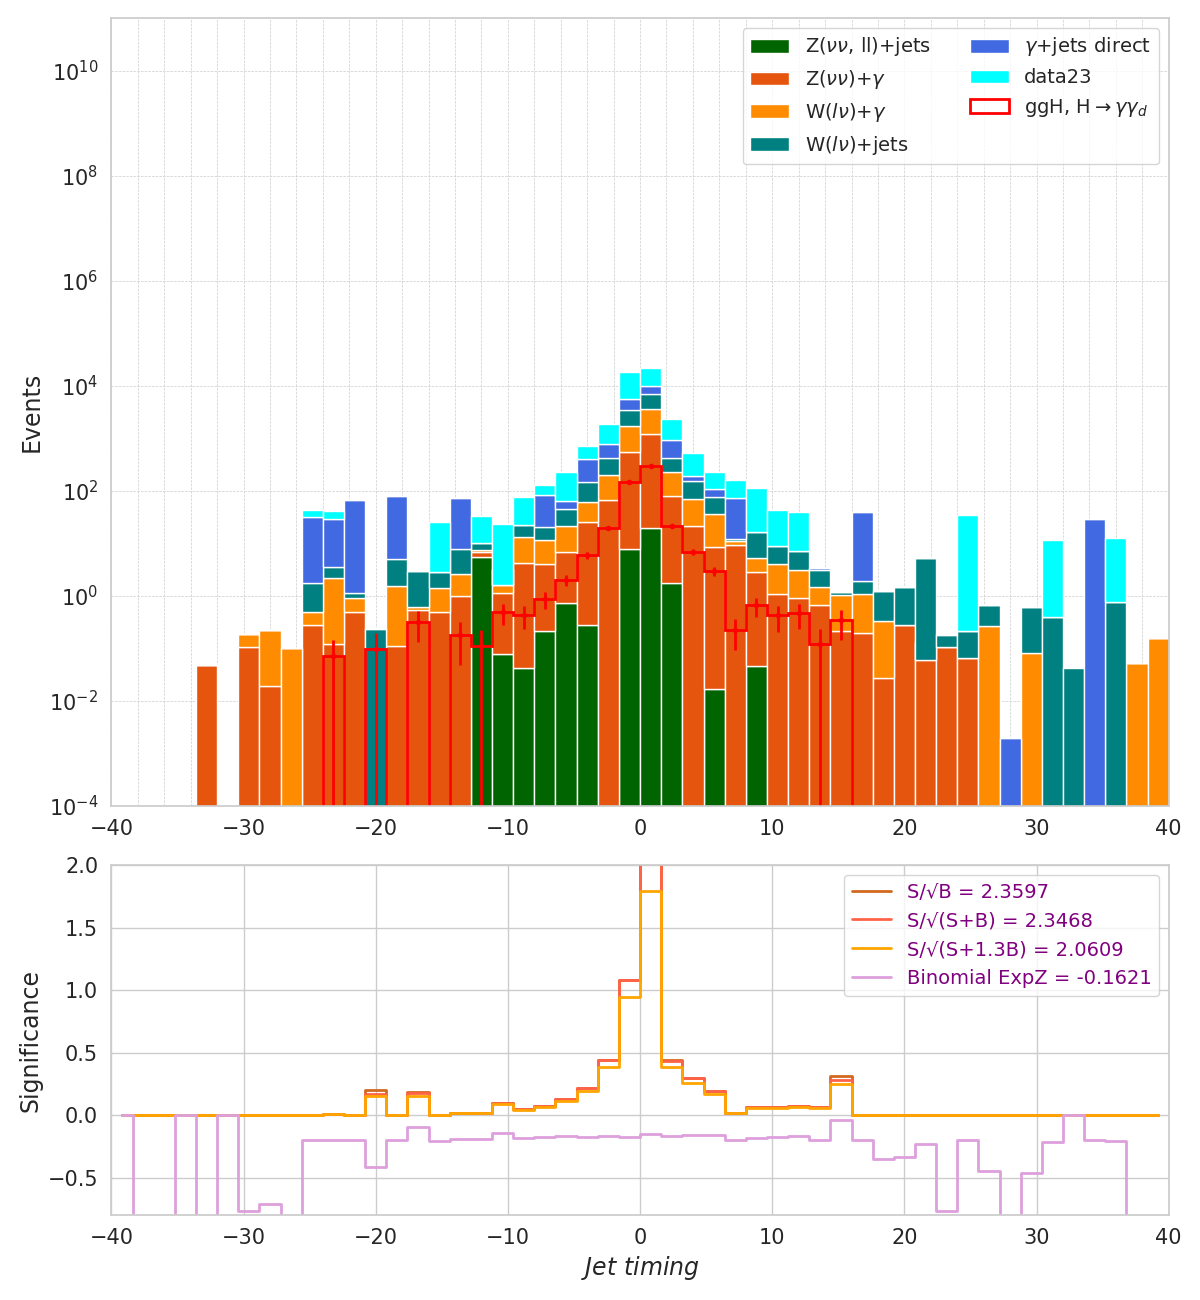 Z(νν, ll)+jets
Z(νν)+γ
W(lν)+γ
W(lν)+jets
γ+jets direct
data23
ggH, H→γγ_d
Events
10^10
10^8
10^6
10^4
10^2
10^0
10^−2
10^−4
−40 −30 −20 −10 0 10 20 30 40
S/√B = 2.3597
S/√(S+B) = 2.3468
S/√(S+1.3B) = 2.0609
Binomial ExpZ = -0.1621
Significance
2.0
1.5
1.0
0.5
0.0
−0.5
−40 −30 −20 −10 0 10 20 30 40
Jet timing